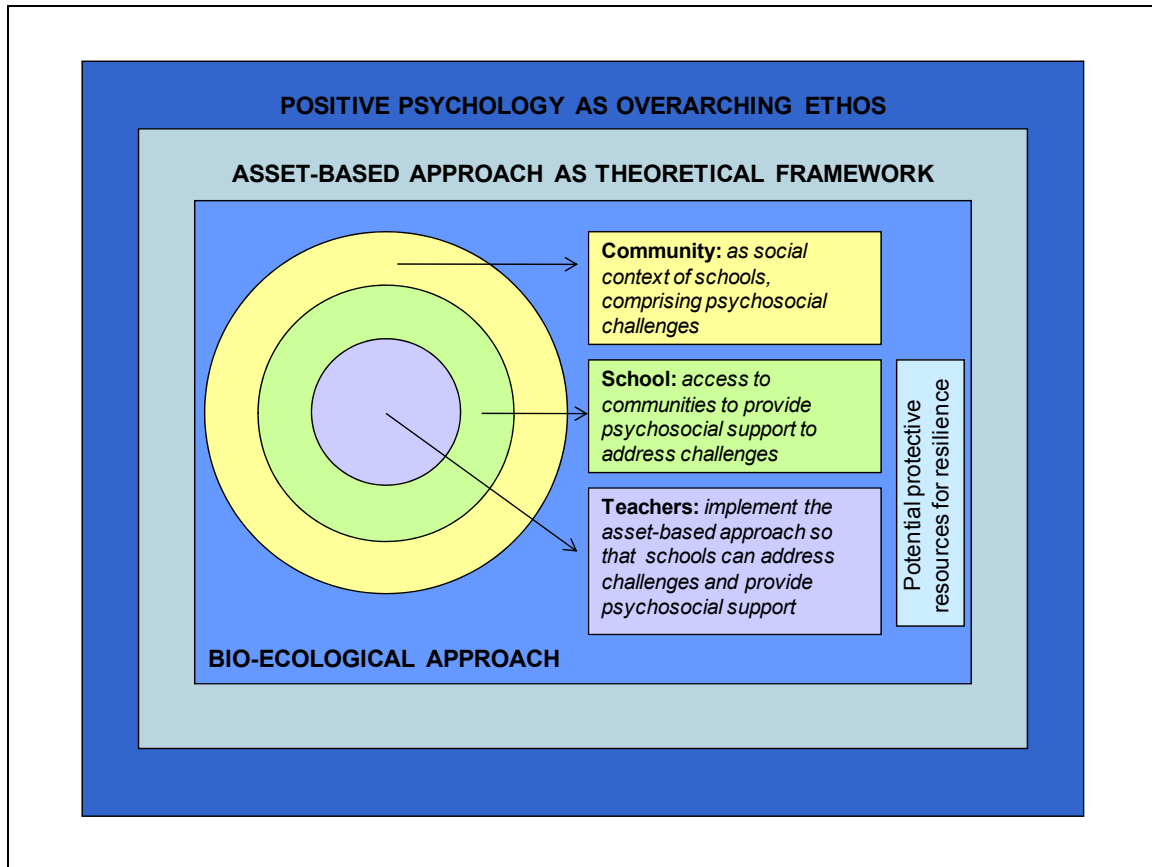 POSITIVE PSYCHOLOGY AS OVERARCHING ETHOS
ASSET-BASED APPROACH AS THEORETICAL FRAMEWORK
Community: as social
context of schools,
comprising psychosocial
challenges
School: access to
communities to provide
psychosocial support to
address challenges
Teachers: implement the
asset-based approach so
that schools can address
challenges and provide
psychosocial support
Potential protective
resources for resilience
BIO-ECOLOGICAL APPROACH